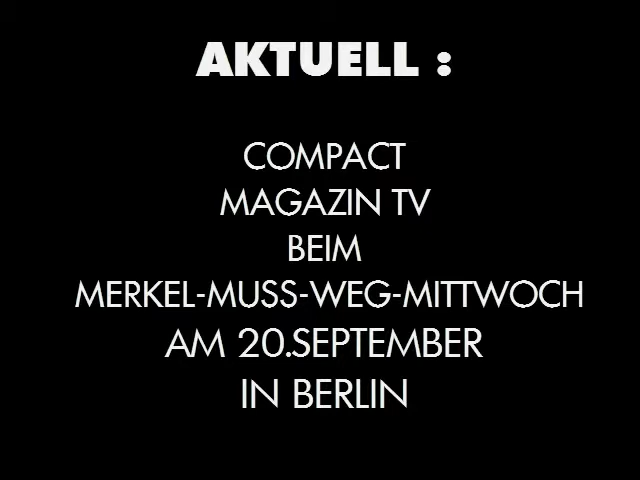 AKTUELL :
COMPACT
MAGAZIN TV
BEIM
MERKEL-MUSS-WEG-MITTWOCH
AM 20.SEPTEMBER
IN BERLIN